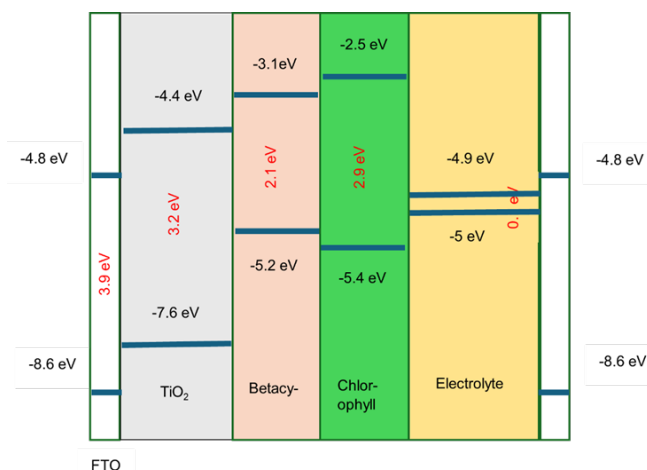 -2.5 eV
-3.1eV
-4.4 eV
-4.8 eV
-4.9 eV
-4.8 eV
3.2 eV
2.1 eV
2.9 eV
0. eV
-5 eV
-5.2 eV
-5.4 eV
3.9 eV
-7.6 eV
-8.6 eV
-8.6 eV
TiO₂
Betacy-
Chlor-
ophyll
Electrolyte
FTO